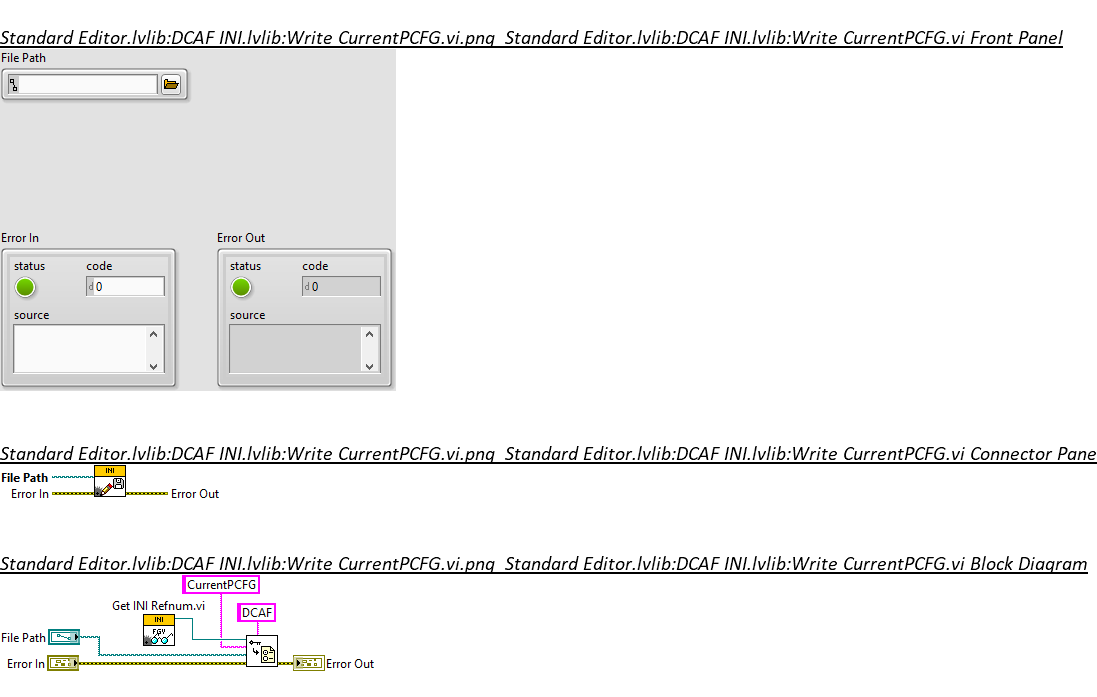 Standard Editor.lvlib:DCAF INI.lvlib:Write CurrentPCFG.vi.png Standard Editor.lvlib:DCAF INI.lvlib:Write CurrentPCFG.vi Front Panel
File Path
Error In
Error Out
status code
status code
d 0
d 0
source
source
Standard Editor.lvlib:DCAF INI.lvlib:Write CurrentPCFG.vi.png Standard Editor.lvlib:DCAF INI.lvlib:Write CurrentPCFG.vi Connector Pane
INI
File Path
Error In
Error Out
Standard Editor.lvlib:DCAF INI.lvlib:Write CurrentPCFG.vi.png Standard Editor.lvlib:DCAF INI.lvlib:Write CurrentPCFG.vi Block Diagram
CurrentPCFG
Get INI Refnum.vi
DCAF
INI
FGV
File Path
Error In
Error Out